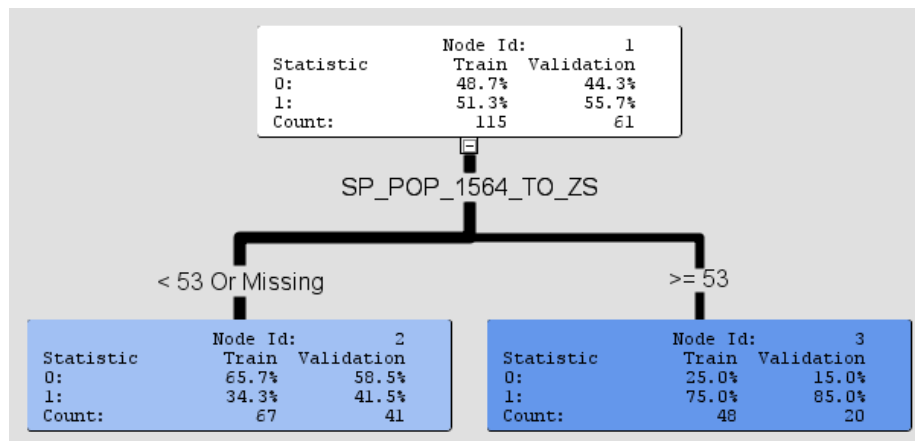 Node Id: 1
Statistic Train Validation
0: 48.7% 44.3%
1: 51.3% 55.7%
Count: 115 61
SP_POP_1564_TO_ZS
< 53 Or Missing
>= 53
Node Id: 2
Statistic Train Validation
0: 65.7% 58.5%
1: 34.3% 41.5%
Count: 67 41
Node Id: 3
Statistic Train Validation
0: 25.0% 15.0%
1: 75.0% 85.0%
Count: 48 20